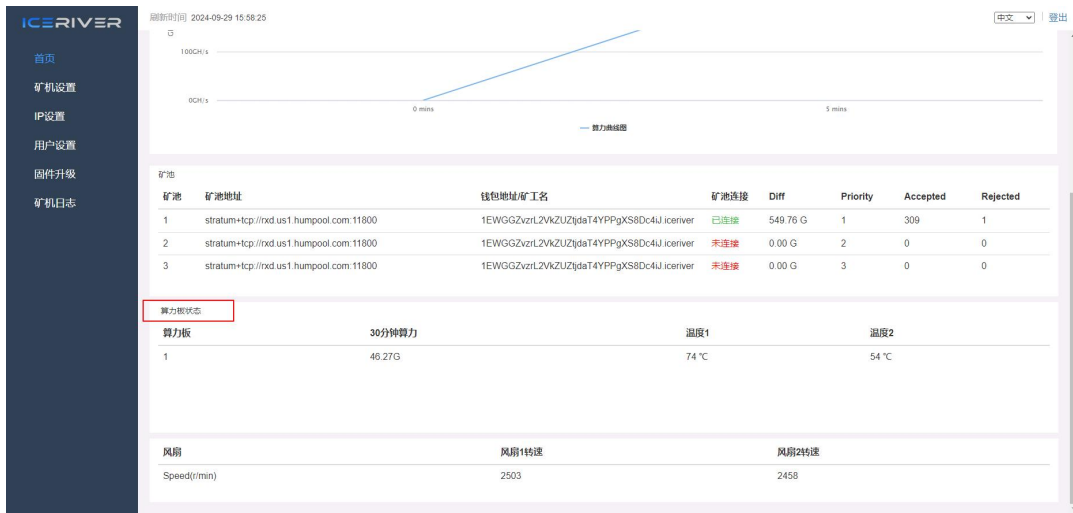 ICERIVER
刷新时间 2024-09-29 15:58:25
中文
登出
首页
矿机设置
IP设置
用户设置
固件升级
矿机日志
100GH/s
0GH/s
0 mins
5 mins
算力曲线图
矿池
矿池 矿池地址 钱包地址/矿工名 矿池连接 Diff Priority Accepted Rejected
1 stratum+tcp://rxd.us1.humpool.com:11800 1EWGGZvzrL2VkZUZtjdaT4YPPgXS8Dc4iJ.iceriver 已连接 549.76 G 1 309 1
2 stratum+tcp://rxd.us1.humpool.com:11800 1EWGGZvzrL2VkZUZtjdaT4YPPgXS8Dc4iJ.iceriver 未连接 0.00 G 2 0 0
3 stratum+tcp://rxd.us1.humpool.com:11800 1EWGGZvzrL2VkZUZtjdaT4YPPgXS8Dc4iJ.iceriver 未连接 0.00 G 3 0 0
算力板状态
算力板 30分钟算力 温度1 温度2
1 46.27G 74 ℃ 54 ℃
风扇 风扇1转速 风扇2转速
Speed(r/min) 2503 2458